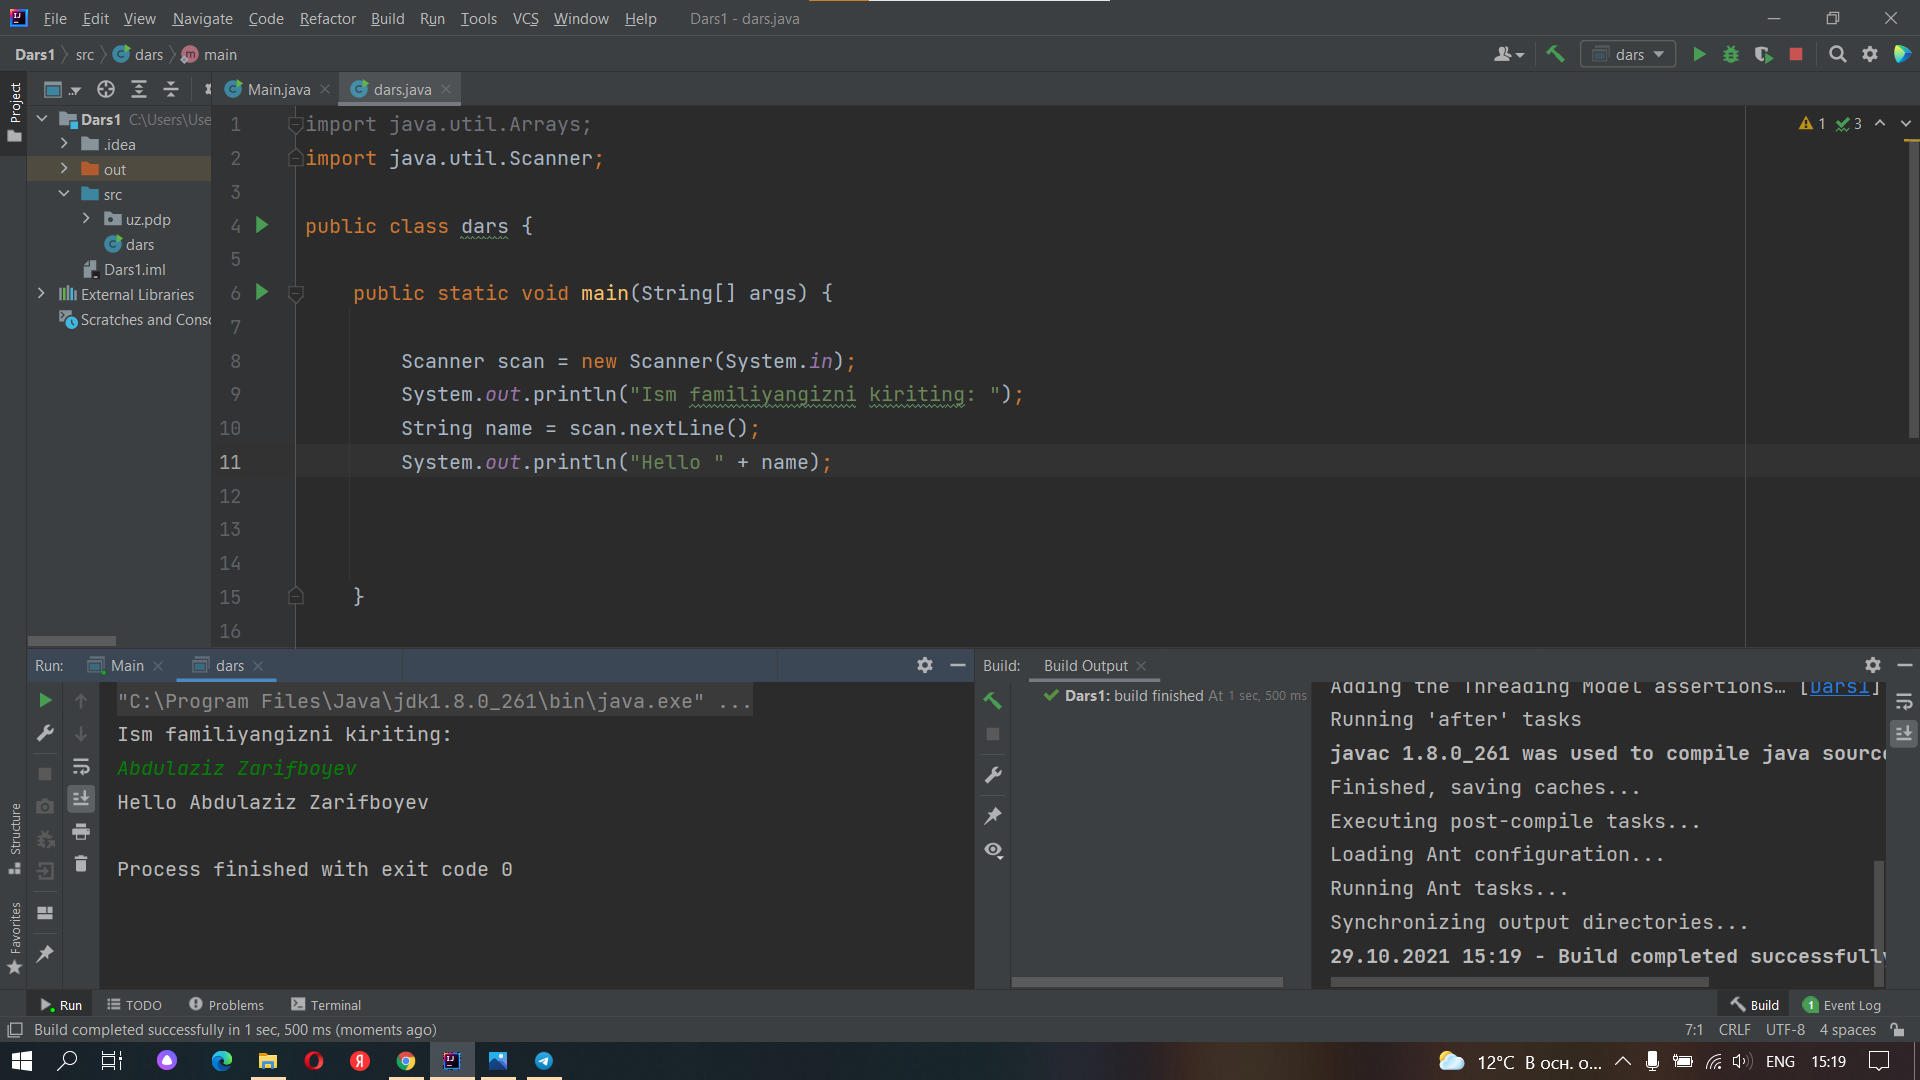 File Edit View Navigate Code Refactor Build Run Tools VCS Window Help Dars1 - dars.java
Dars1 src dars main
dars
Project
Main.java dars.java
Dars1 C:\Users\Use
.idea
out
src
uz.pdp
dars
Dars1.iml
External Libraries
Scratches and Consc
1 import java.util.Arrays;
2 import java.util.Scanner;
3
4 public class dars {
5
6 public static void main(String[] args) {
7
8 Scanner scan = new Scanner(System.in);
9 System.out.println("Ism familiyangizni kiriting: ");
10 String name = scan.nextLine();
11 System.out.println("Hello " + name);
12
13
14
15 }
16
1 3
Run: Main dars
"C:\Program Files\Java\jdk1.8.0_261\bin\java.exe" ...
Ism familiyangizni kiriting:
Abdulaziz Zarifboyev
Hello Abdulaziz Zarifboyev
Process finished with exit code 0
Build: Build Output
Dars1: build finished At 1 sec, 500 ms
Adding the Threading Model assertions… [Dars1]
Running 'after' tasks
javac 1.8.0_261 was used to compile java source
Finished, saving caches...
Executing post-compile tasks...
Loading Ant configuration...
Running Ant tasks...
Synchronizing output directories...
29.10.2021 15:19 - Build completed successfully
Structure
Favorites
Run TODO Problems Terminal
Build 1 Event Log
Build completed successfully in 1 sec, 500 ms (moments ago)
7:1 CRLF UTF-8 4 spaces
12°C В осн. о... ENG 15:19